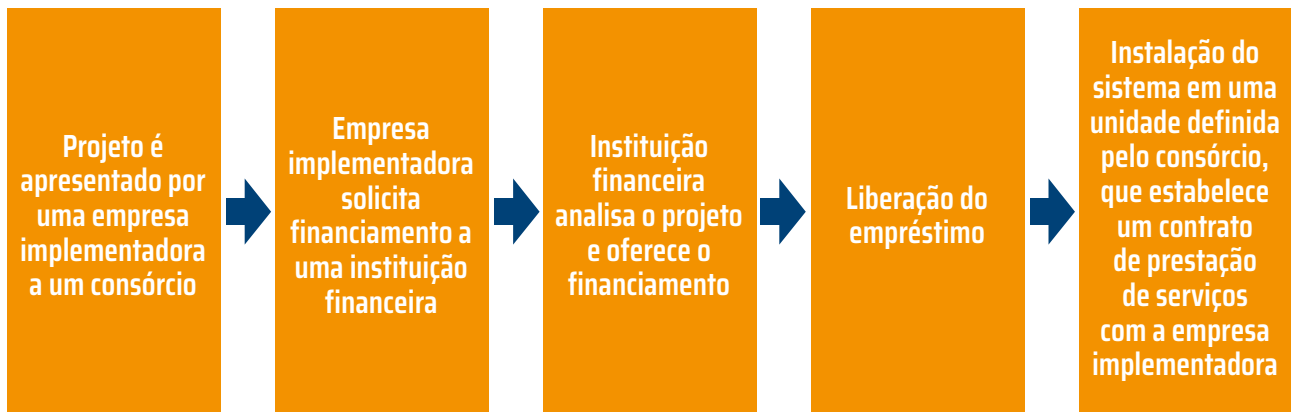 Projeto é
apresentado por
uma empresa
implementadora
a um consórcio
Empresa
implementadora
solicita
financiamento a
uma instituição
financeira
Instituição
financeira
analisa o projeto
e oferece o
financiamento
Liberação do
empréstimo
Instalação do
sistema em uma
unidade definida
pelo consórcio,
que estabelece
um contrato
de prestação
de serviços
com a empresa
implementadora